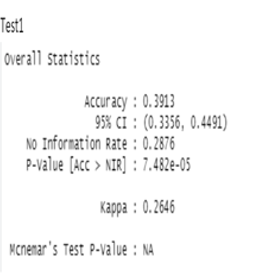 Test1
Overall Statistics
Accuracy : 0.3913
95% CI : (0.3356, 0.4491)
No Information Rate : 0.2876
P-Value [Acc > NIR] : 7.482e-05
Kappa : 0.2646
Mcnemar's Test P-Value : NA